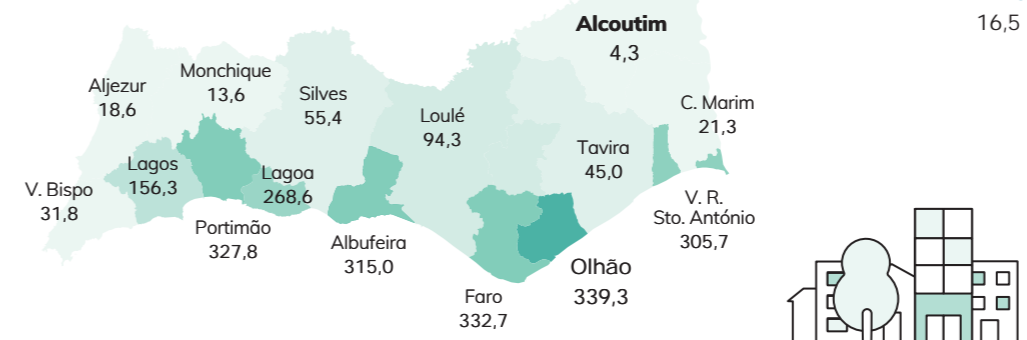 Alcoutim
4,3
16,5
Monchique
13,6
Aljezur
18,6
Silves
55,4
Loulé
94,3
C. Marim
21,3
Tavira
45,0
Lagos
156,3
Lagoa
268,6
V. Bispo
31,8
V. R.
Sto. António
305,7
Portimão
327,8
Albufeira
315,0
Olhão
339,3
Faro
332,7